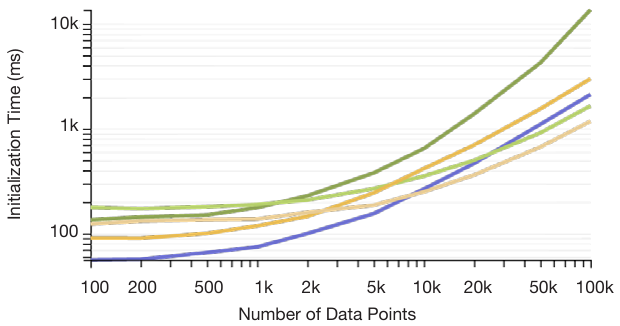 10k
1k
100
Initialization Time (ms)
100 200 500 1k 2k 5k 10k 20k 50k 100k
Number of Data Points